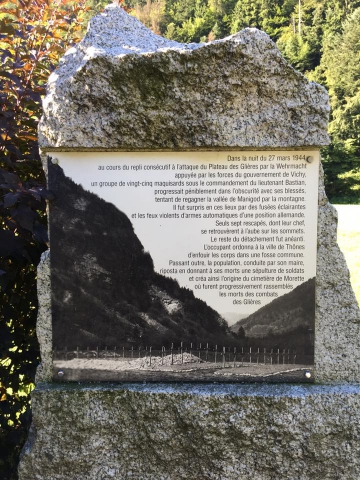 Dans la nuit du 27 mars 1944,
au cours du repli consécutif à l'attaque du Plateau des Glières par la Wehrmacht
appuyée par les forces du gouvernement de Vichy,
un groupe de vingt-cinq maquisards sous le commandement du lieutenant Bastian,
progressait péniblement dans l'obscurité avec ses blessés,
tentant de regagner la vallée de Manigod par la montagne.
Il fut surpris en ces lieux par des fusées éclairantes
et les feux violents d'armes automatiques d'une position allemande.
Seuls sept rescapés, dont leur chef,
se retrouvèrent à l'aube sur les sommets.
Le reste du détachement fut anéanti.
L'occupant ordonna à la ville de Thônes
d'enfouir les corps dans une fosse commune.
Passant outre, la population, conduite par son maire,
riposta en donnant à ses morts une sépulture de soldats
et créa ainsi l'origine du cimetière de Morette
où furent progressivement rassemblés
les morts des combats
des Glières.